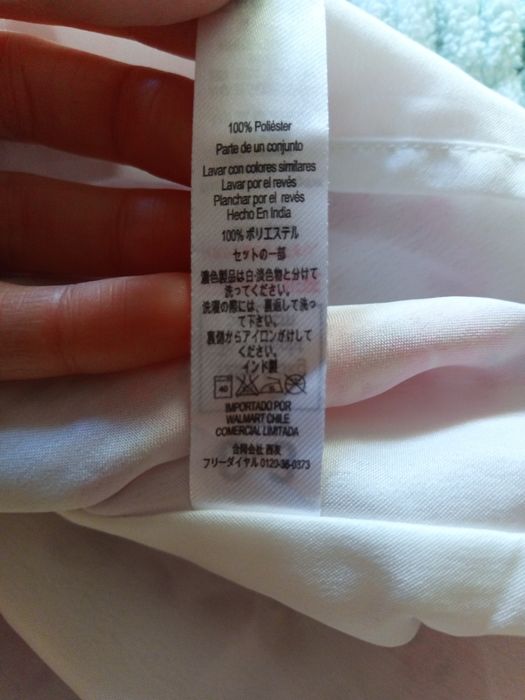 100% Poliéster
Parte de un conjunto
Lavar con colores similares
Lavar por el revés
Planchar por el revés
Hecho En India
100% ポリエステル
セットの一部
濃色製品は白・淡色物と分けて
洗ってください。
洗濯の際には、裏返して洗っ
て下さい。
裏側からアイロンがけして
ください。
インド製
40
IMPORTADO POR
WALMART CHILE
COMERCIAL LIMITADA
合同会社 西友
フリーダイヤル 0120-36-0373